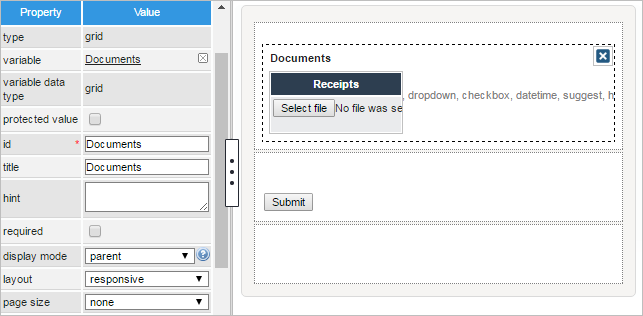 Property Value
type grid
variable Documents
variable data type grid
protected value
id * Documents
title Documents
hint
required
display mode parent ?
layout responsive
page size none
Documents
Receipts
Select file No file was se
, dropdown, checkbox, datetime, suggest, h
Submit